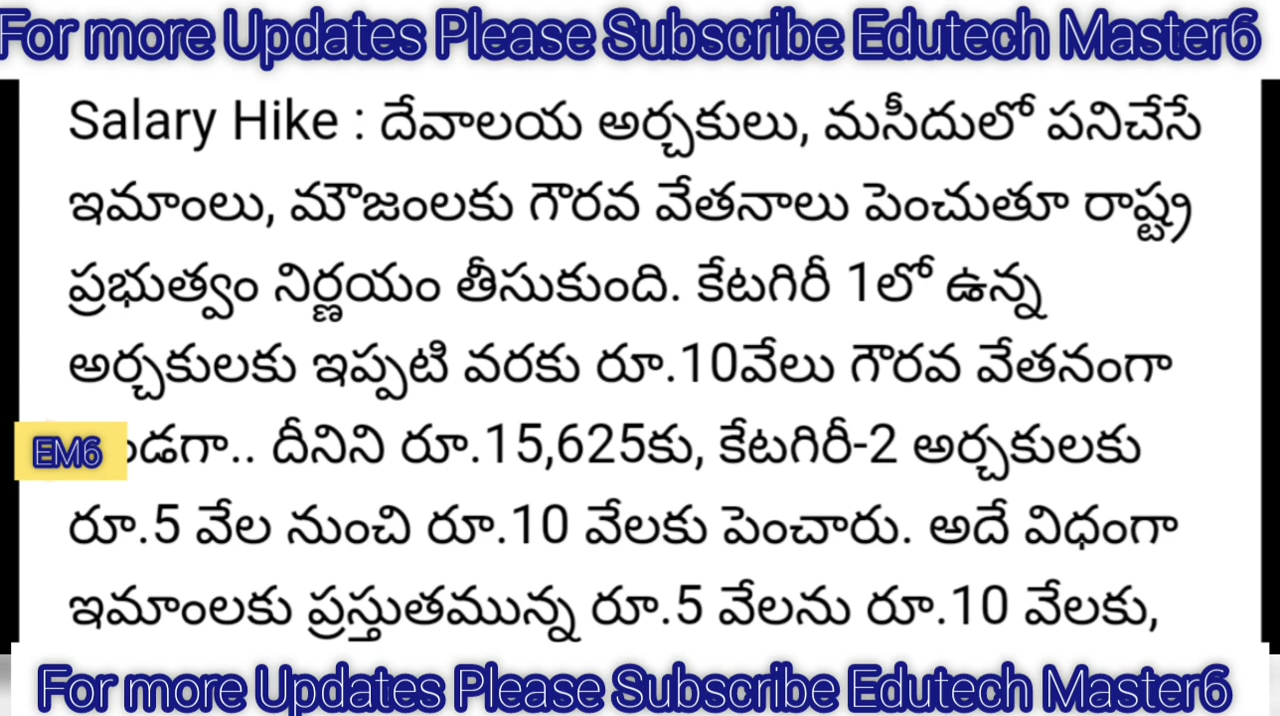 For more Updates Please Subscribe Edutech Master6
Salary Hike : దేవాలయ అర్చకులు, మసీదులో పనిచేసే
ఇమాంలు, మౌజంలకు గౌరవ వేతనాలు పెంచుతూ రాష్ట్ర
ప్రభుత్వం నిర్ణయం తీసుకుంది. కేటగిరీ 1లో ఉన్న
అర్చకులకు ఇప్పటి వరకు రూ.10వేలు గౌరవ వేతనంగా
EM6 దీనిని రూ.15,625కు, కేటగిరీ-2 అర్చకులకు
రూ.5 వేల నుంచి రూ.10 వేలకు పెంచారు. అదే విధంగా
ఇమాంలకు ప్రస్తుతమున్న రూ.5 వేలను రూ.10 వేలకు,
For more Updates Please Subscribe Edutech Master6